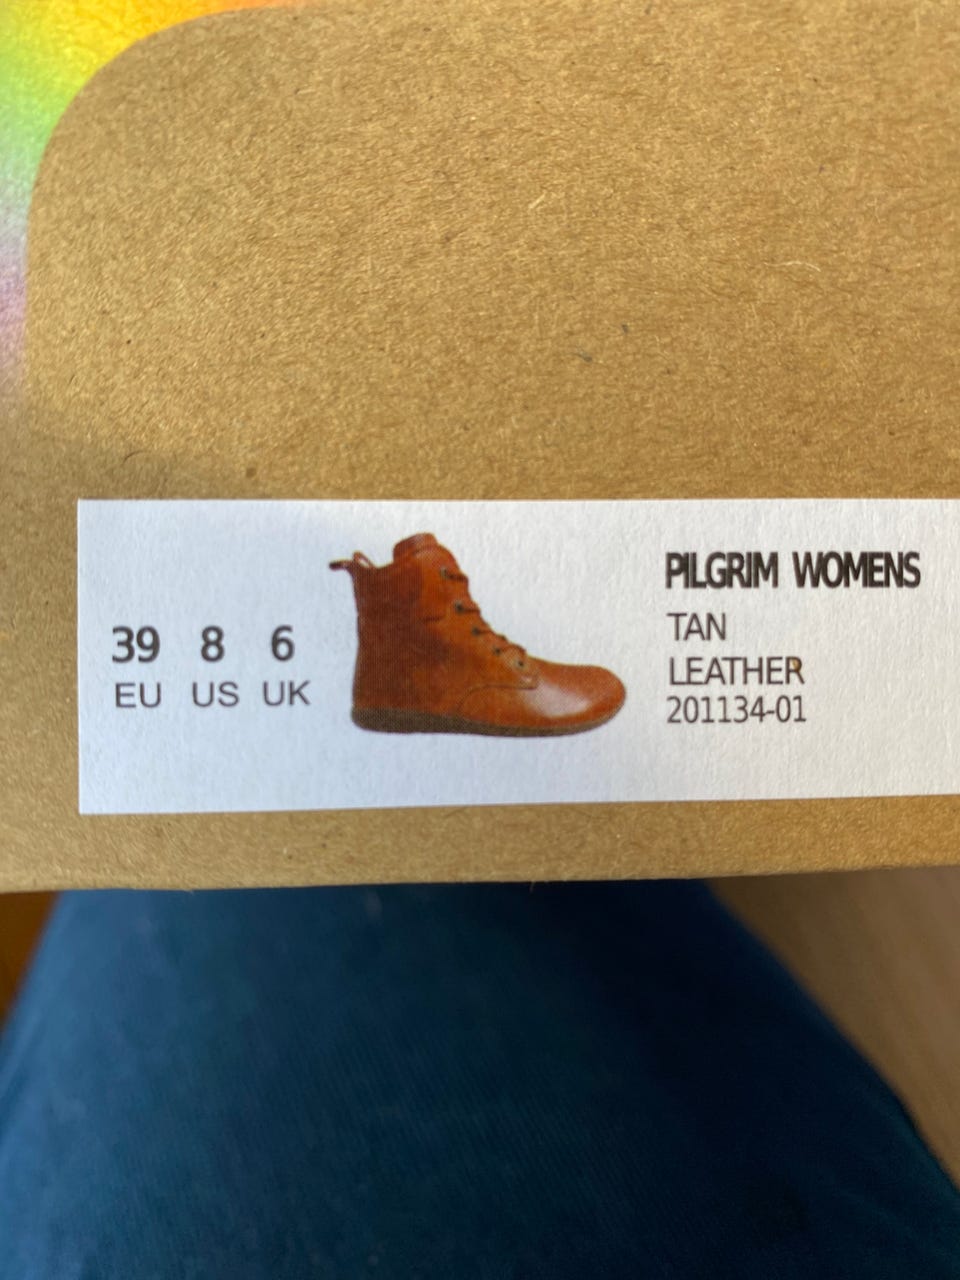 39 8 6
EU US UK
PILGRIM WOMENS
TAN
LEATHER
201134-01